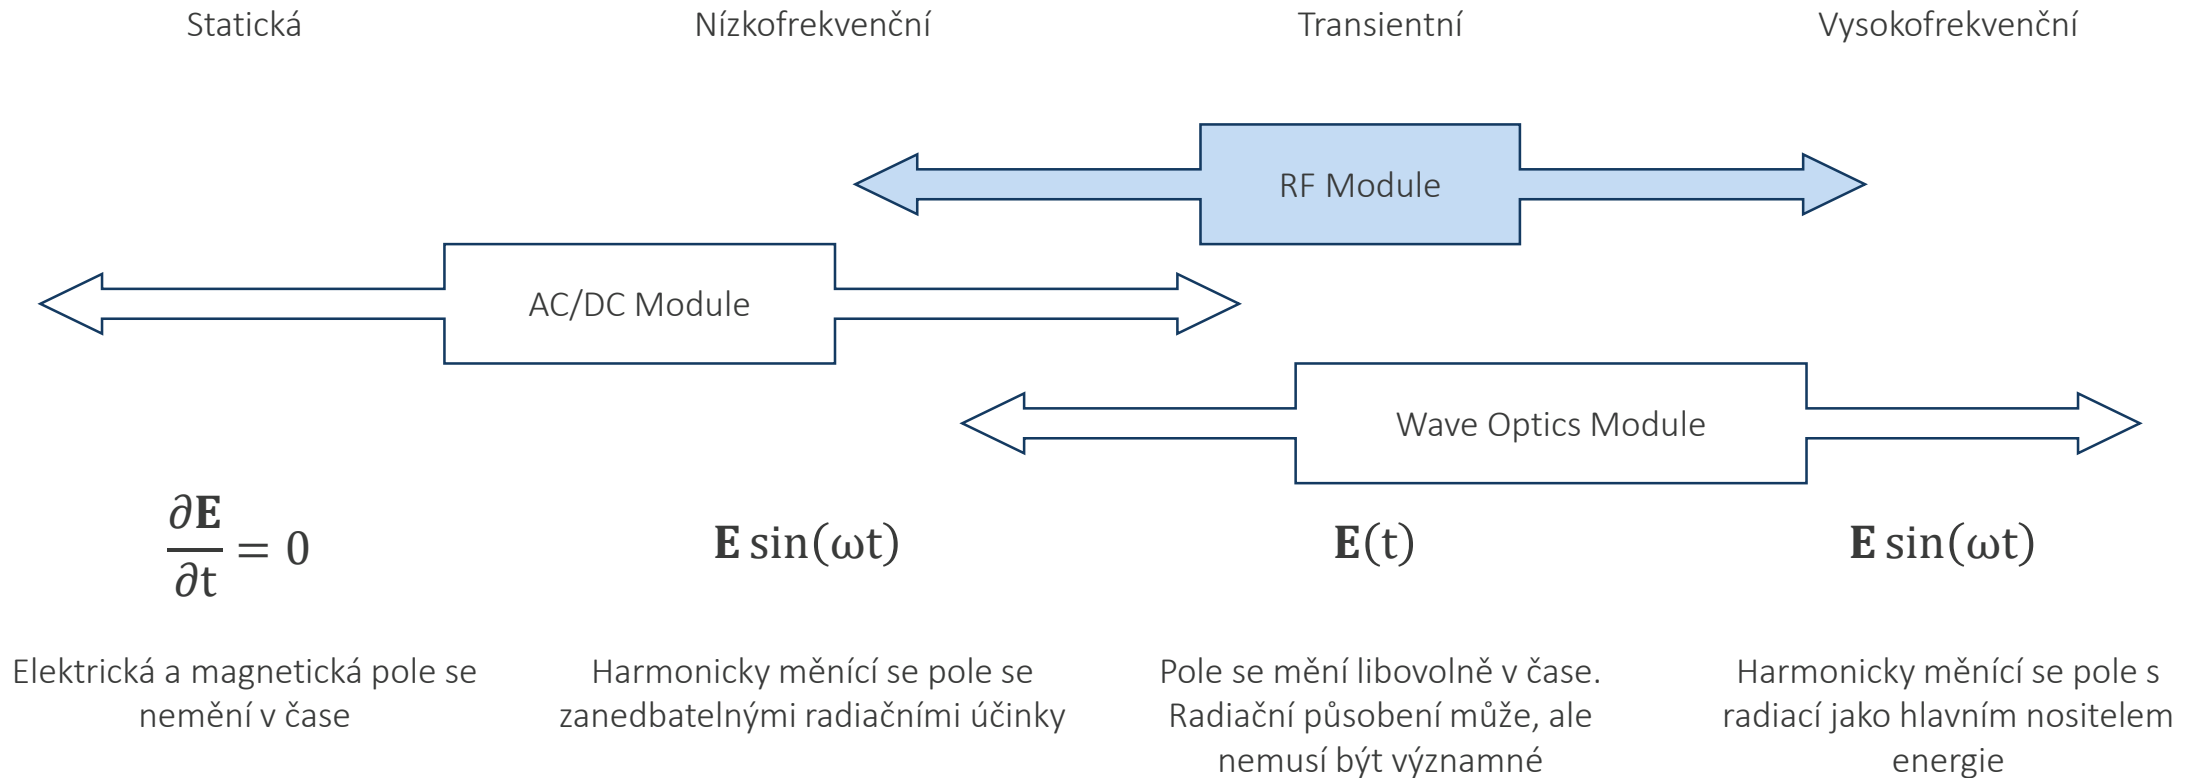 Statická
Nízkofrekvenční
Transientní
Vysokofrekvenční
RF Module
AC/DC Module
Wave Optics Module
∂𝐄/∂t = 0
𝐄 sin(ωt)
𝐄(t)
𝐄 sin(ωt)
Elektrická a magnetická pole se
nemění v čase
Harmonicky měnící se pole se
zanedbatelnými radiačními účinky
Pole se mění libovolně v čase.
Radiační působení může, ale
nemusí být významné
Harmonicky měnící se pole s
radiací jako hlavním nositelem
energie